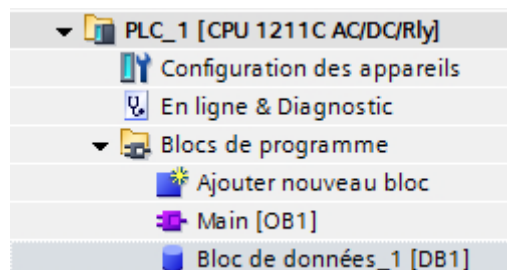 PLC_1 [CPU 1211C AC/DC/Rly]
Configuration des appareils
En ligne & Diagnostic
Blocs de programme
Ajouter nouveau bloc
Main [OB1]
Bloc de données_1 [DB1]